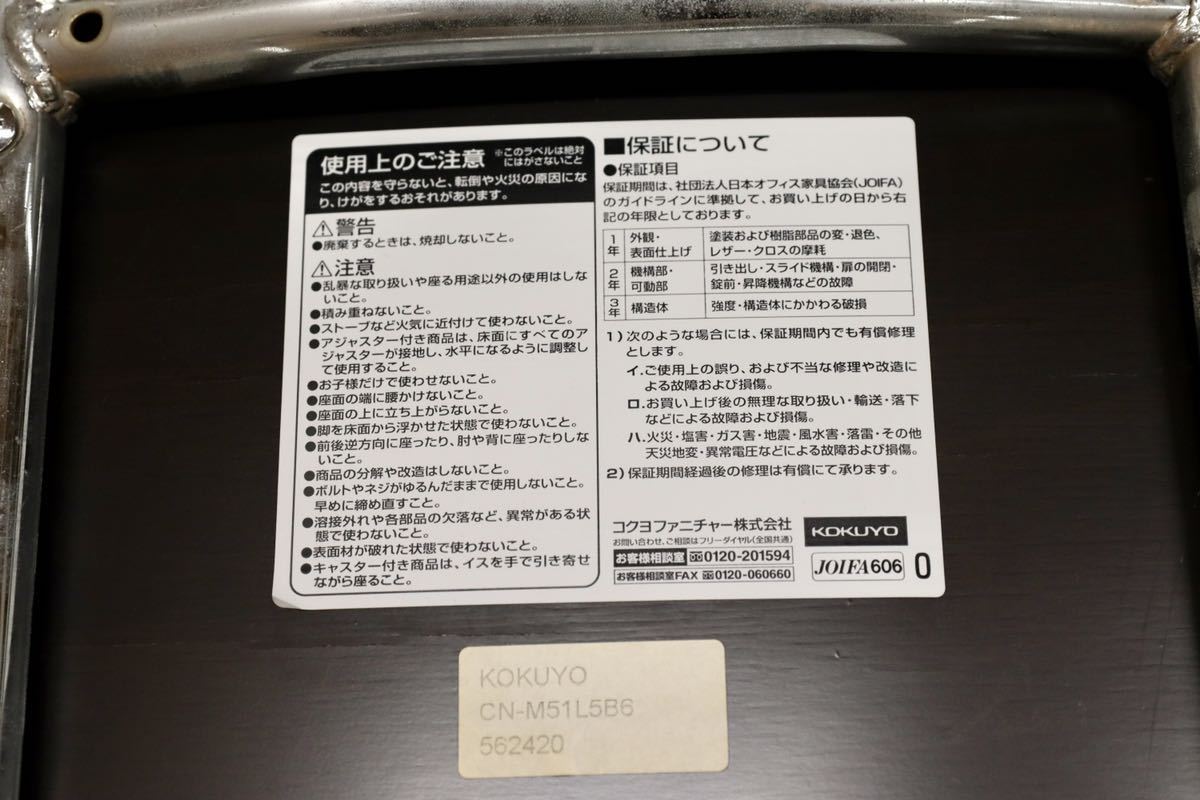 使用上のご注意 ※このラベルは絶対
にはがさないこと
この内容を守らないと、転倒や火災の原因にな
り、けがをするおそれがあります。
⚠警告
●廃棄するときは、焼却しないこと。
⚠注意
●乱暴な取り扱いや座る用途以外の使用はしな
いこと。
●積み重ねないこと。
●ストーブなど火気に近付けて使わないこと。
●アジャスター付き商品は、床面にすべてのア
ジャスターが接地し、水平になるように調整し
て使用すること。
●お子様だけで使わせないこと。
●座面の端に腰かけないこと。
●座面の上に立ち上がらないこと。
●脚を床面から浮かせた状態で使わないこと。
●前後逆方向に座ったり、肘や背に座ったりしな
いこと。
●商品の分解や改造はしないこと。
●ボルトやネジがゆるんだままで使用しないこと。
早めに締め直すこと。
●溶接外れや各部品の欠落など、異常がある状
態で使わないこと。
●表面材が破れた状態で使わないこと。
●キャスター付き商品は、イスを手で引き寄せ
ながら座ること。
■保証について
●保証項目
保証期間は、社団法人日本オフィス家具協会(JOIFA)
のガイドラインに準拠して、お買い上げの日から右
記の年限としております。
1年 外観・表面仕上げ 塗装および樹脂部品の変・退色、
レザー・クロスの摩耗
2年 機構部・可動部 引き出し・スライド機構・扉の開閉・
錠前・昇降機構などの故障
3年 構造体 強度・構造体にかかわる破損
1)次のような場合には、保証期間内でも有償修理
とします。
イ.ご使用上の誤り、および不当な修理や改造に
よる故障および損傷。
ロ.お買い上げ後の無理な取り扱い・輸送・落下
などによる故障および損傷。
ハ.火災・塩害・ガス害・地震・風水害・落雷・その他
天災地変・異常電圧などによる故障および損傷。
2)保証期間経過後の修理は有償にて承ります。
コクヨファニチャー株式会社
お問い合わせ、ご相談はフリーダイヤル(全国共通)
お客様相談室 0120-201594
お客様相談室FAX 0120-060660
KOKUYO
JOIFA606 0
KOKUYO
CN-M51L5B6
562420